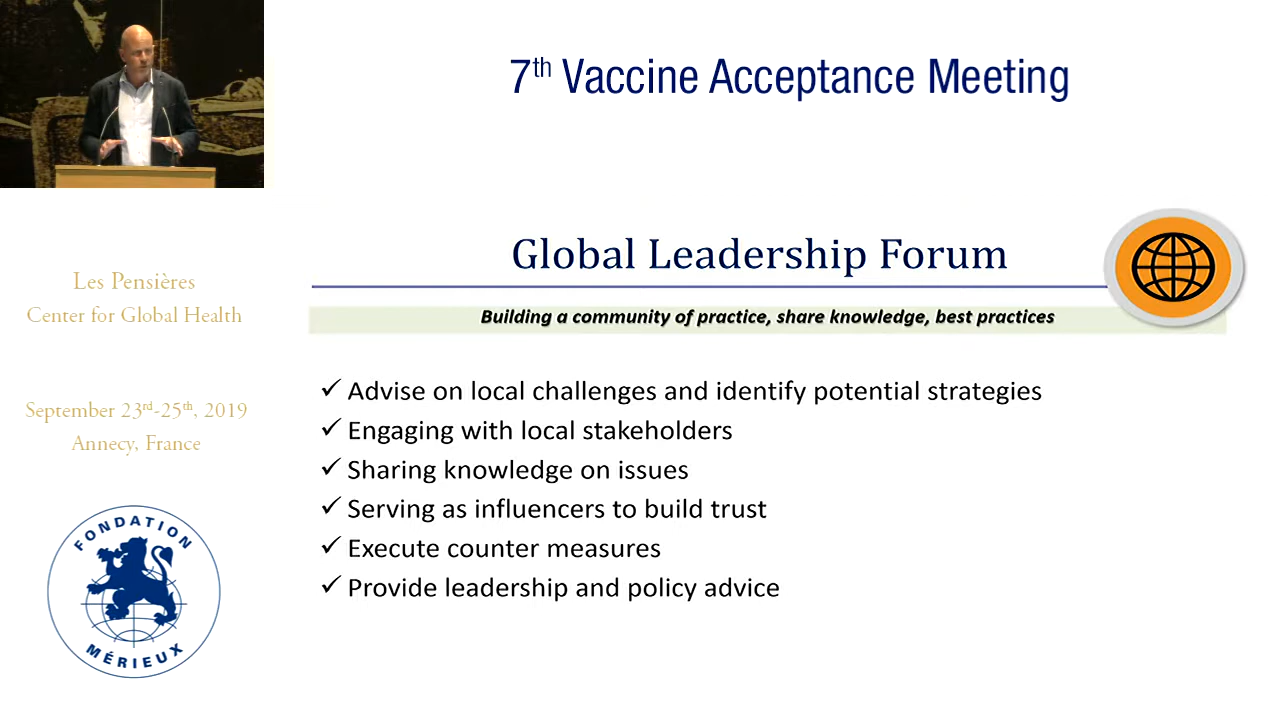 7th Vaccine Acceptance Meeting
Les Pensières
Center for Global Health
September 23rd-25th, 2019
Annecy, France
FONDATION
MÉRIEUX
Global Leadership Forum
Building a community of practice, share knowledge, best practices
✓ Advise on local challenges and identify potential strategies
✓ Engaging with local stakeholders
✓ Sharing knowledge on issues
✓ Serving as influencers to build trust
✓ Execute counter measures
✓ Provide leadership and policy advice